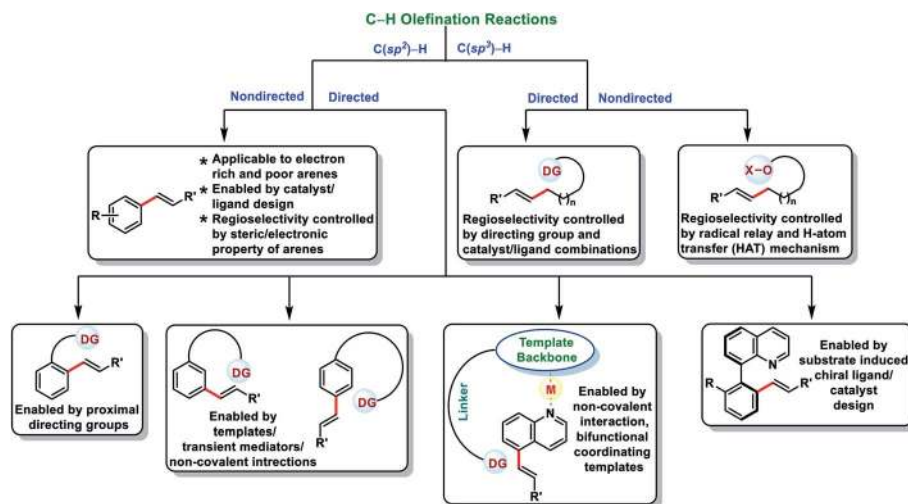 C–H Olefination Reactions
C(sp²)–H
C(sp³)–H
Nondirected
Directed
Directed
Nondirected
R
R'
* Applicable to electron
rich and poor arenes
* Enabled by catalyst/
ligand design
* Regioselectivity controlled
by steric/electronic
property of arenes
DG
R'
( )n
Regioselectivity controlled
by directing group and
catalyst/ligand combinations
X–O
R'
( )n
Regioselectivity controlled
by radical relay and H-atom
transfer (HAT) mechanism
DG
R'
Enabled by proximal
directing groups
DG
R'
DG
R'
Enabled by
templates/
transient mediators/
non-covalent intrections
Template
Backbone
Linker
M
N
DG
R'
Enabled by
non-covalent
interaction,
bifunctional
coordinating
templates
N
R
R'
Enabled by
substrate induced
chiral ligand/
catalyst
design